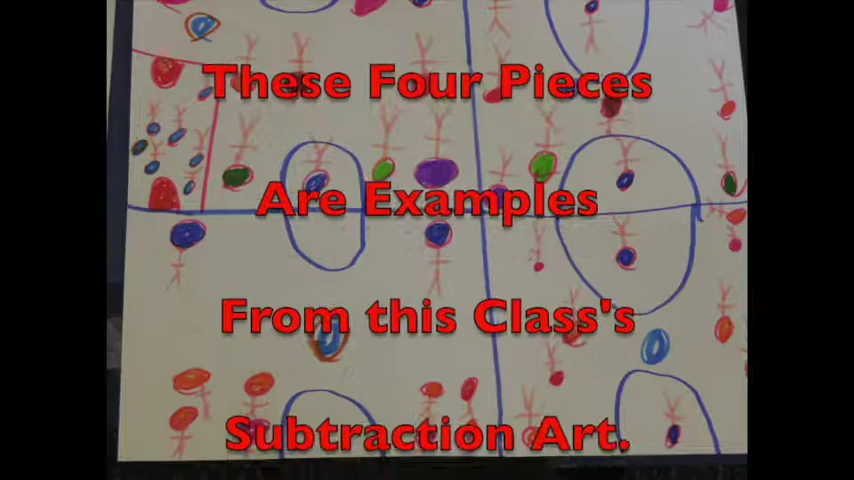 These Four Pieces
Are Examples
From this Class's
Subtraction Art.